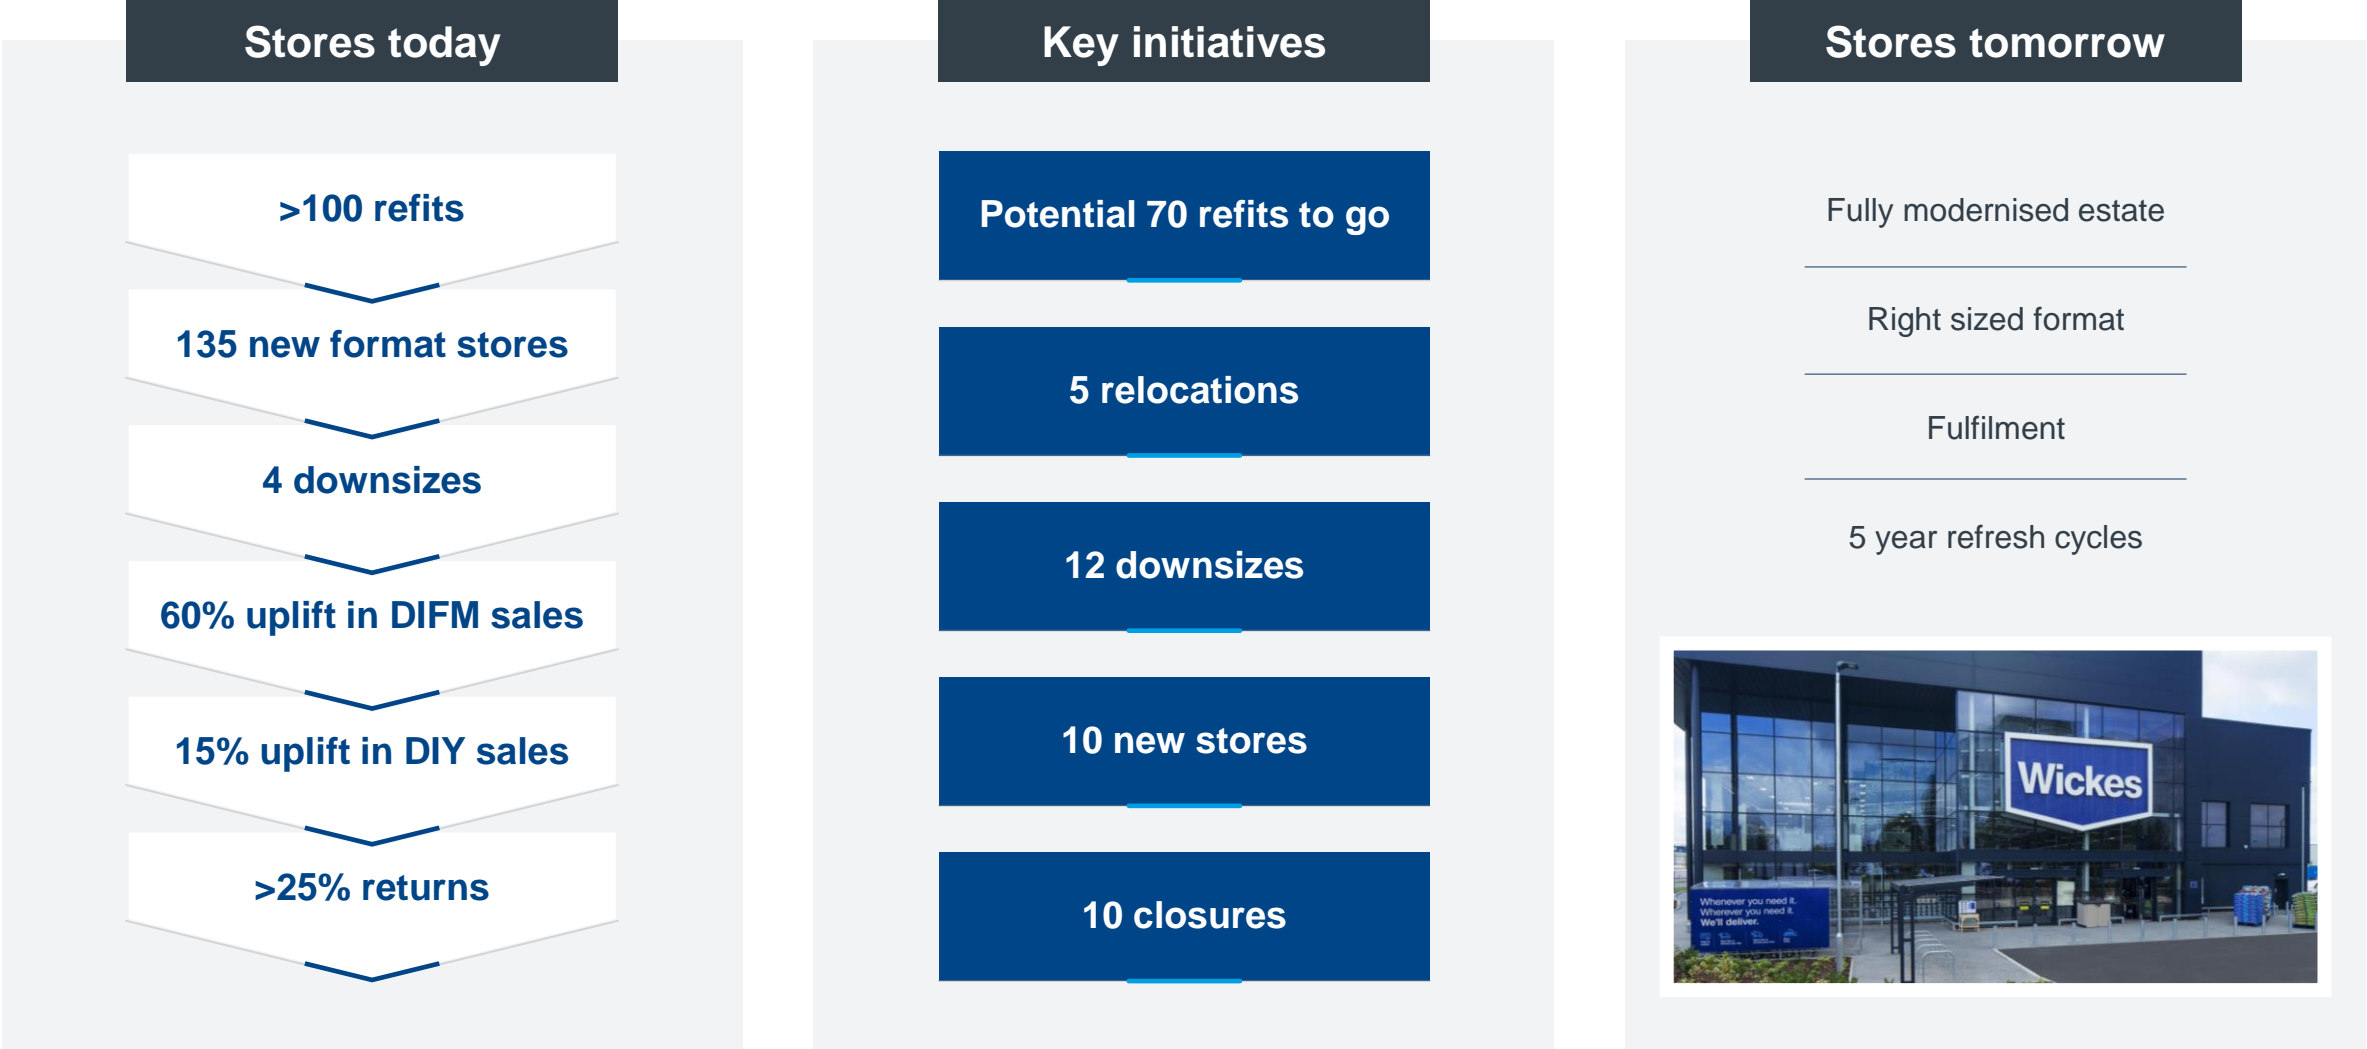 Stores today
>100 refits
135 new format stores
4 downsizes
60% uplift in DIFM sales
15% uplift in DIY sales
>25% returns
Key initiatives
Potential 70 refits to go
5 relocations
12 downsizes
10 new stores
10 closures
Stores tomorrow
Fully modernised estate
Right sized format
Fulfilment
5 year refresh cycles
Wickes
Whenever you need it.
Wherever you need it.
We'll deliver.